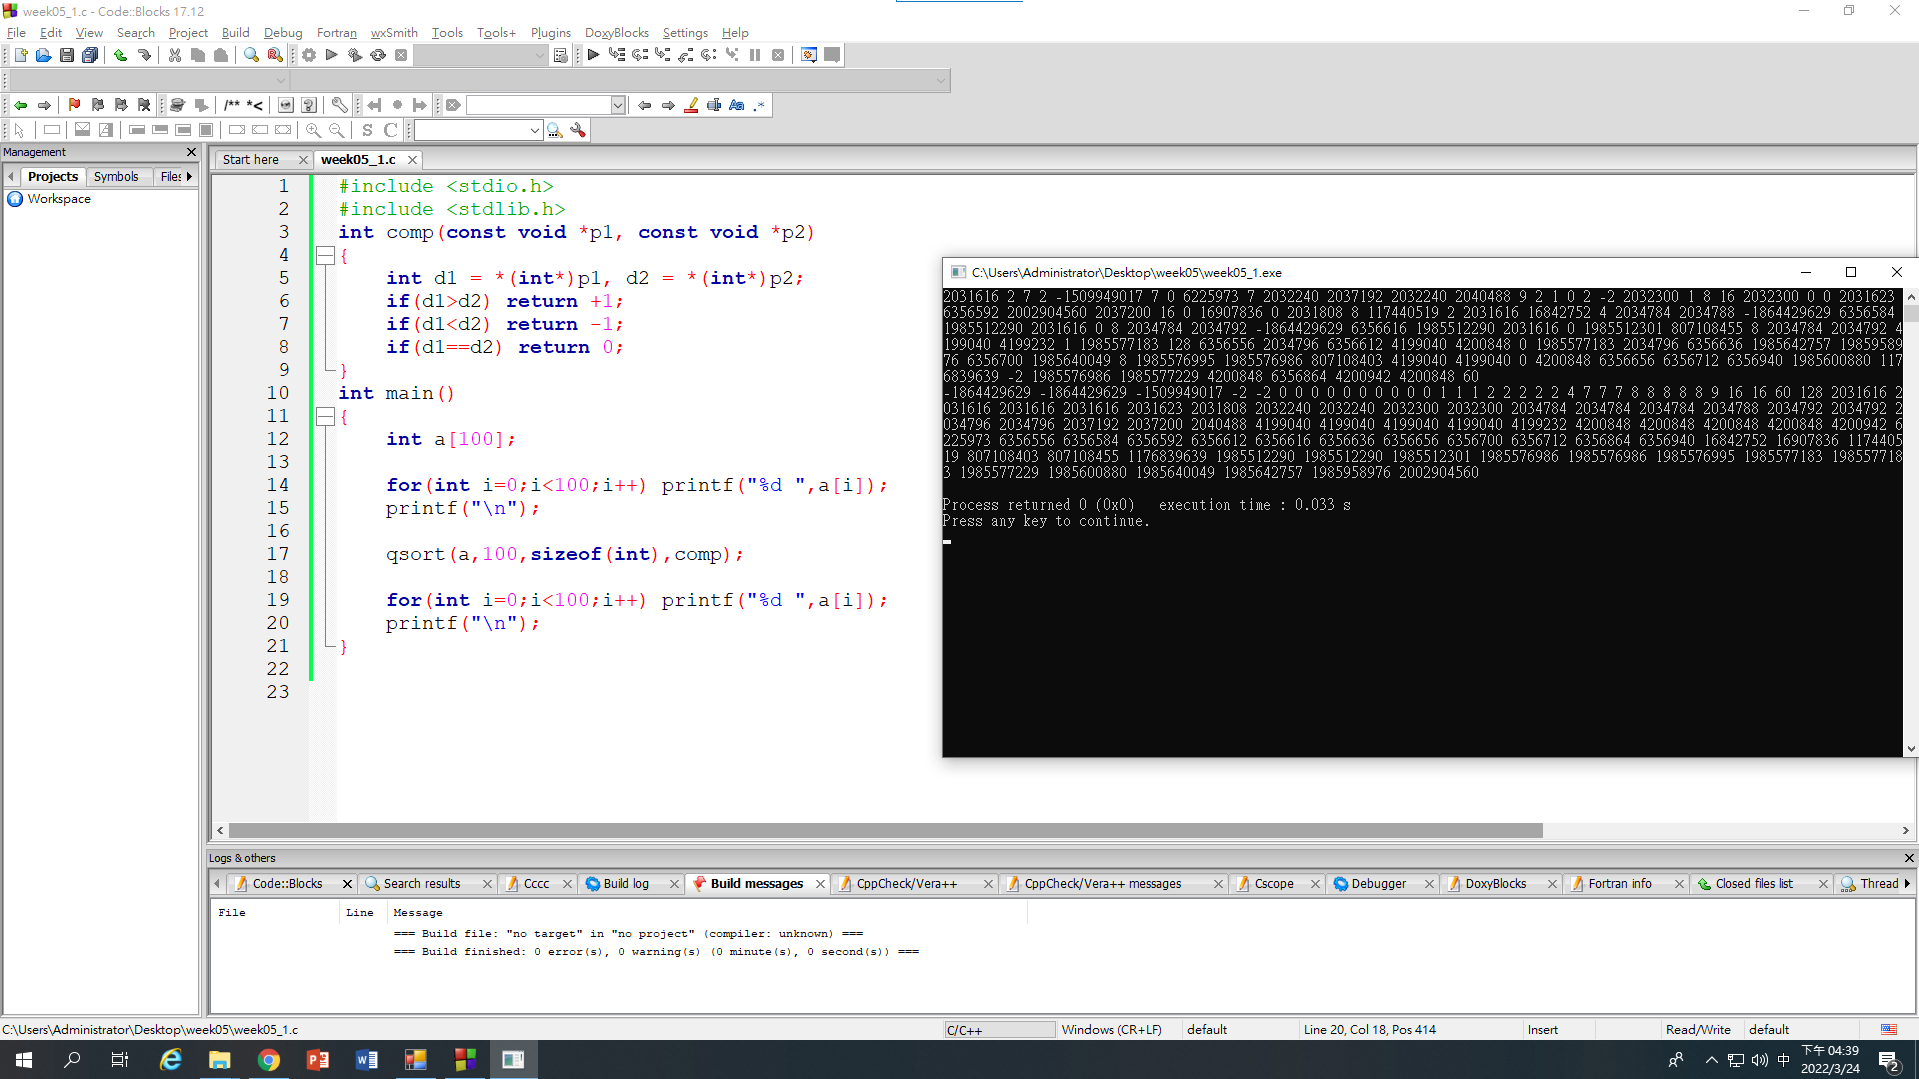 week05_1.c - Code::Blocks 17.12
File Edit View Search Project Build Debug Fortran wxSmith Tools Tools+ Plugins DoxyBlocks Settings Help
/** *<
S C
Management
Projects Symbols Files
Workspace
Start here week05_1.c
1 #include <stdio.h>
2 #include <stdlib.h>
3 int comp(const void *p1, const void *p2)
4 {
5 int d1 = *(int*)p1, d2 = *(int*)p2;
6 if(d1>d2) return +1;
7 if(d1<d2) return -1;
8 if(d1==d2) return 0;
9 }
10 int main()
11 {
12 int a[100];
13
14 for(int i=0;i<100;i++) printf("%d ",a[i]);
15 printf("\n");
16
17 qsort(a,100,sizeof(int),comp);
18
19 for(int i=0;i<100;i++) printf("%d ",a[i]);
20 printf("\n");
21 }
22
23
C:\Users\Administrator\Desktop\week05\week05_1.exe
2031616 2 7 2 -1509949017 7 0 6225973 7 2032240 2037192 2032240 2040488 9 2 1 0 2 -2 2032300 1 8 16 2032300 0 0 2031623
6356592 2002904560 2037200 16 0 16907836 0 2031808 8 117440519 2 2031616 16842752 4 2034784 2034788 -1864429629 6356584
1985512290 2031616 0 8 2034784 2034792 -1864429629 6356616 1985512290 2031616 0 1985512301 807108455 8 2034784 2034792 4
199040 4199232 1 1985577183 128 6356556 2034796 6356612 4199040 4200848 0 1985577183 2034796 6356636 1985642757 19859589
76 6356700 1985640049 8 1985576995 1985576986 807108403 4199040 4199040 0 4200848 6356656 6356712 6356940 1985600880 117
6839639 -2 1985576986 1985577229 4200848 6356864 4200942 4200848 60
-1864429629 -1864429629 -1509949017 -2 -2 0 0 0 0 0 0 0 0 0 0 1 1 1 2 2 2 2 2 4 7 7 7 8 8 8 8 8 9 16 16 60 128 2031616 2
031616 2031616 2031616 2031623 2031808 2032240 2032240 2032300 2032300 2034784 2034784 2034784 2034788 2034792 2034792 2
034796 2034796 2037192 2037200 2040488 4199040 4199040 4199040 4199040 4199232 4200848 4200848 4200848 4200848 4200942 6
225973 6356556 6356584 6356592 6356612 6356616 6356636 6356656 6356700 6356712 6356864 6356940 16842752 16907836 1174405
19 807108403 807108455 1176839639 1985512290 1985512290 1985512301 1985576986 1985576986 1985576995 1985577183 198557718
3 1985577229 1985600880 1985640049 1985642757 1985958976 2002904560
Process returned 0 (0x0) execution time : 0.033 s
Press any key to continue.
Logs & others
Code::Blocks Search results Cccc Build log Build messages CppCheck/Vera++ CppCheck/Vera++ messages Cscope Debugger DoxyBlocks Fortran info Closed files list Thread
File Line Message
=== Build file: "no target" in "no project" (compiler: unknown) ===
=== Build finished: 0 error(s), 0 warning(s) (0 minute(s), 0 second(s)) ===
C:\Users\Administrator\Desktop\week05\week05_1.c C/C++ Windows (CR+LF) default Line 20, Col 18, Pos 414 Insert Read/Write default
中 下午 04:39
2022/3/24 2